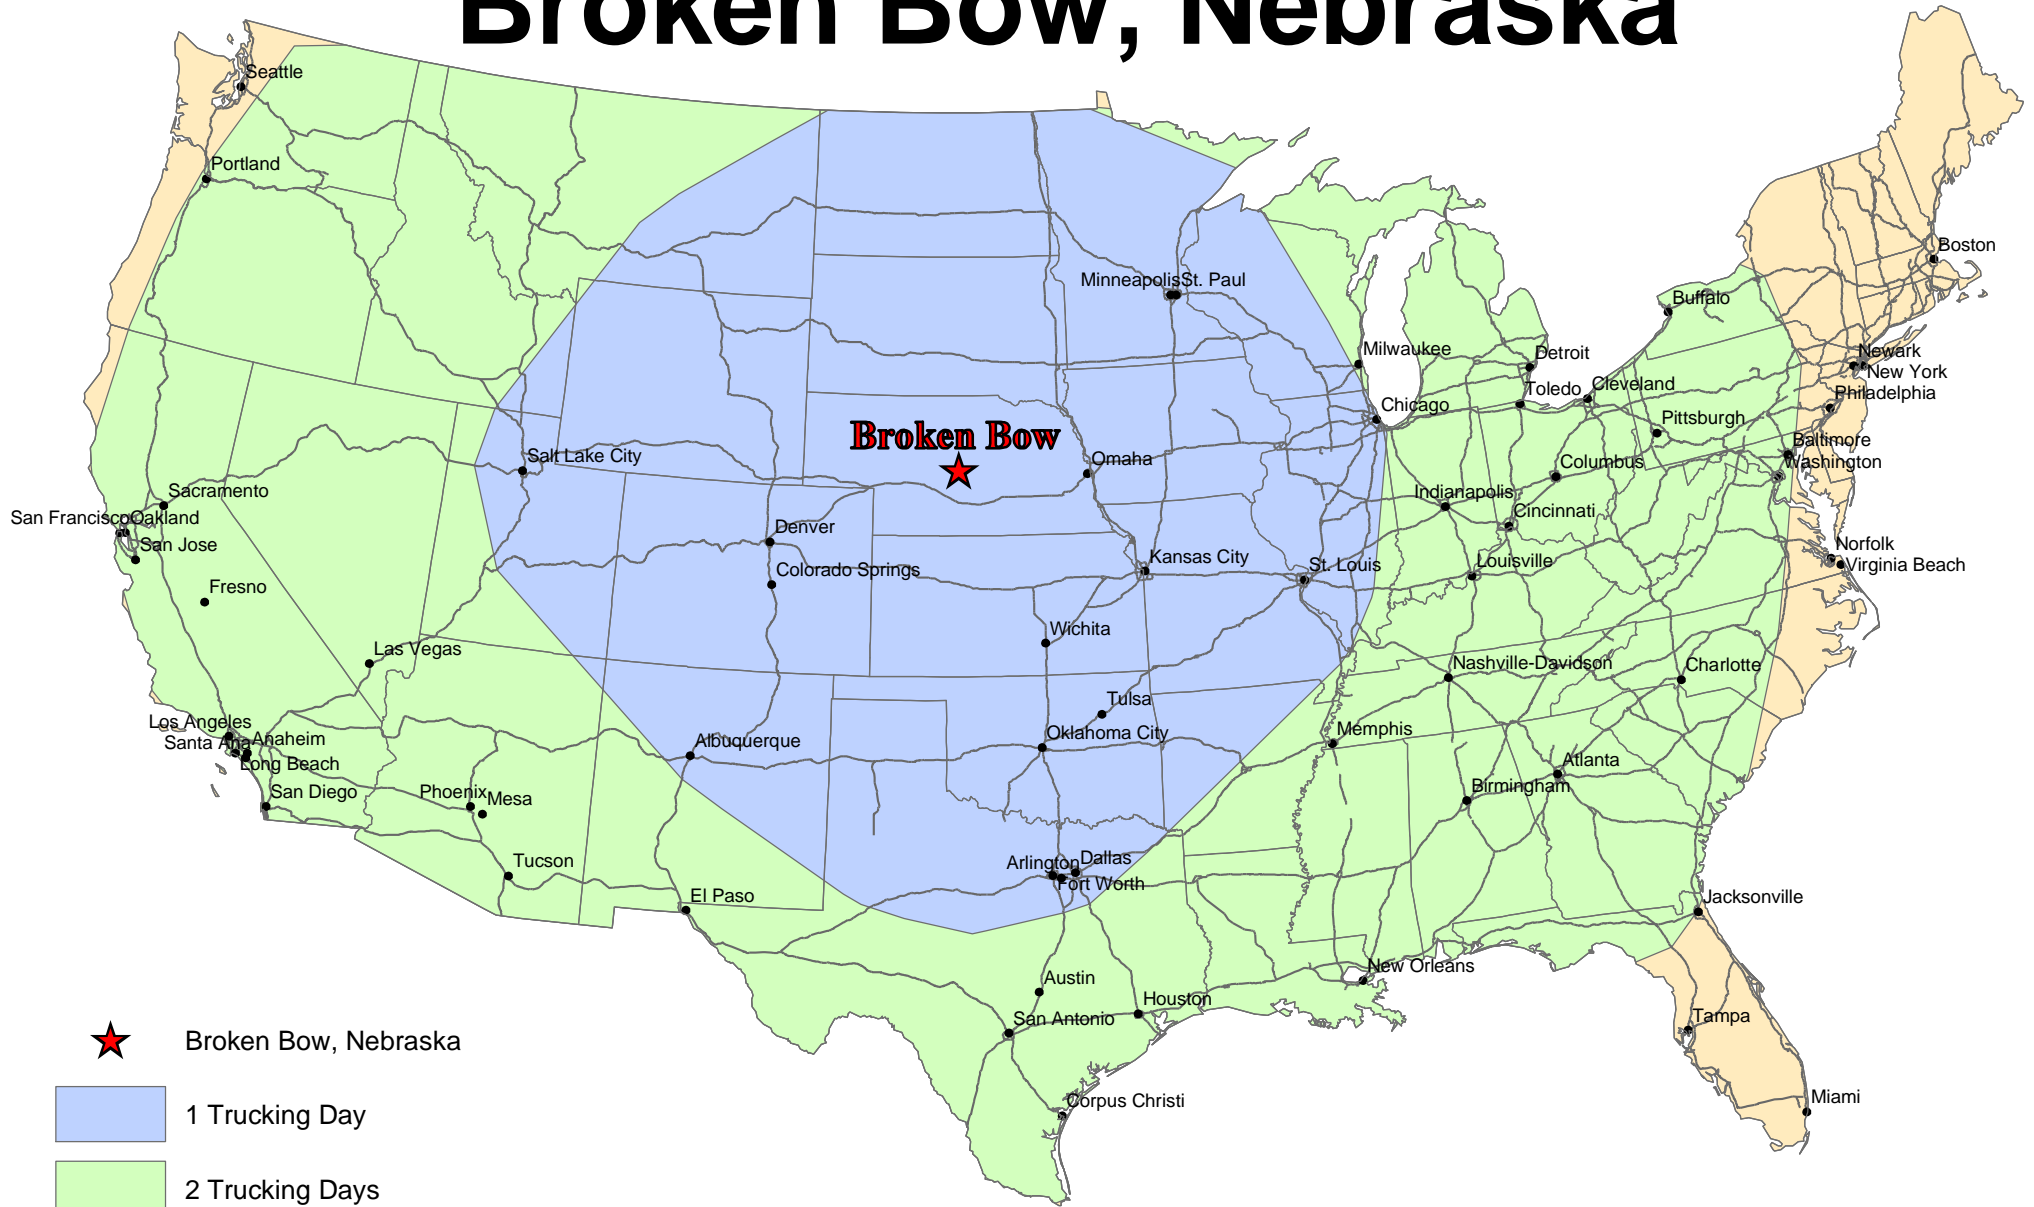 Broken Bow, Nebraska
Seattle
Portland
Boston
MinneapolisSt. Paul
Buffalo
Milwaukee
Detroit
Newark
New York
Toledo
Cleveland
Philadelphia
Chicago
Pittsburgh
Broken Bow
Baltimore
Salt Lake City
Omaha
Columbus
Washington
Sacramento
Indianapolis
San FranciscoOakland
Cincinnati
Denver
San Jose
Norfolk
Kansas City
St. Louis
Louisville
Virginia Beach
Colorado Springs
Fresno
Wichita
Las Vegas
Nashville-Davidson
Charlotte
Tulsa
Los Angeles
Memphis
Oklahoma City
Santa Ana
Anaheim
Albuquerque
Long Beach
Atlanta
San Diego
Phoenix
Mesa
Birmingham
Tucson
Arlington
Dallas
Fort Worth
El Paso
Jacksonville
New Orleans
Austin
Houston
San Antonio
Tampa
Broken Bow, Nebraska
Corpus Christi
Miami
1 Trucking Day
2 Trucking Days